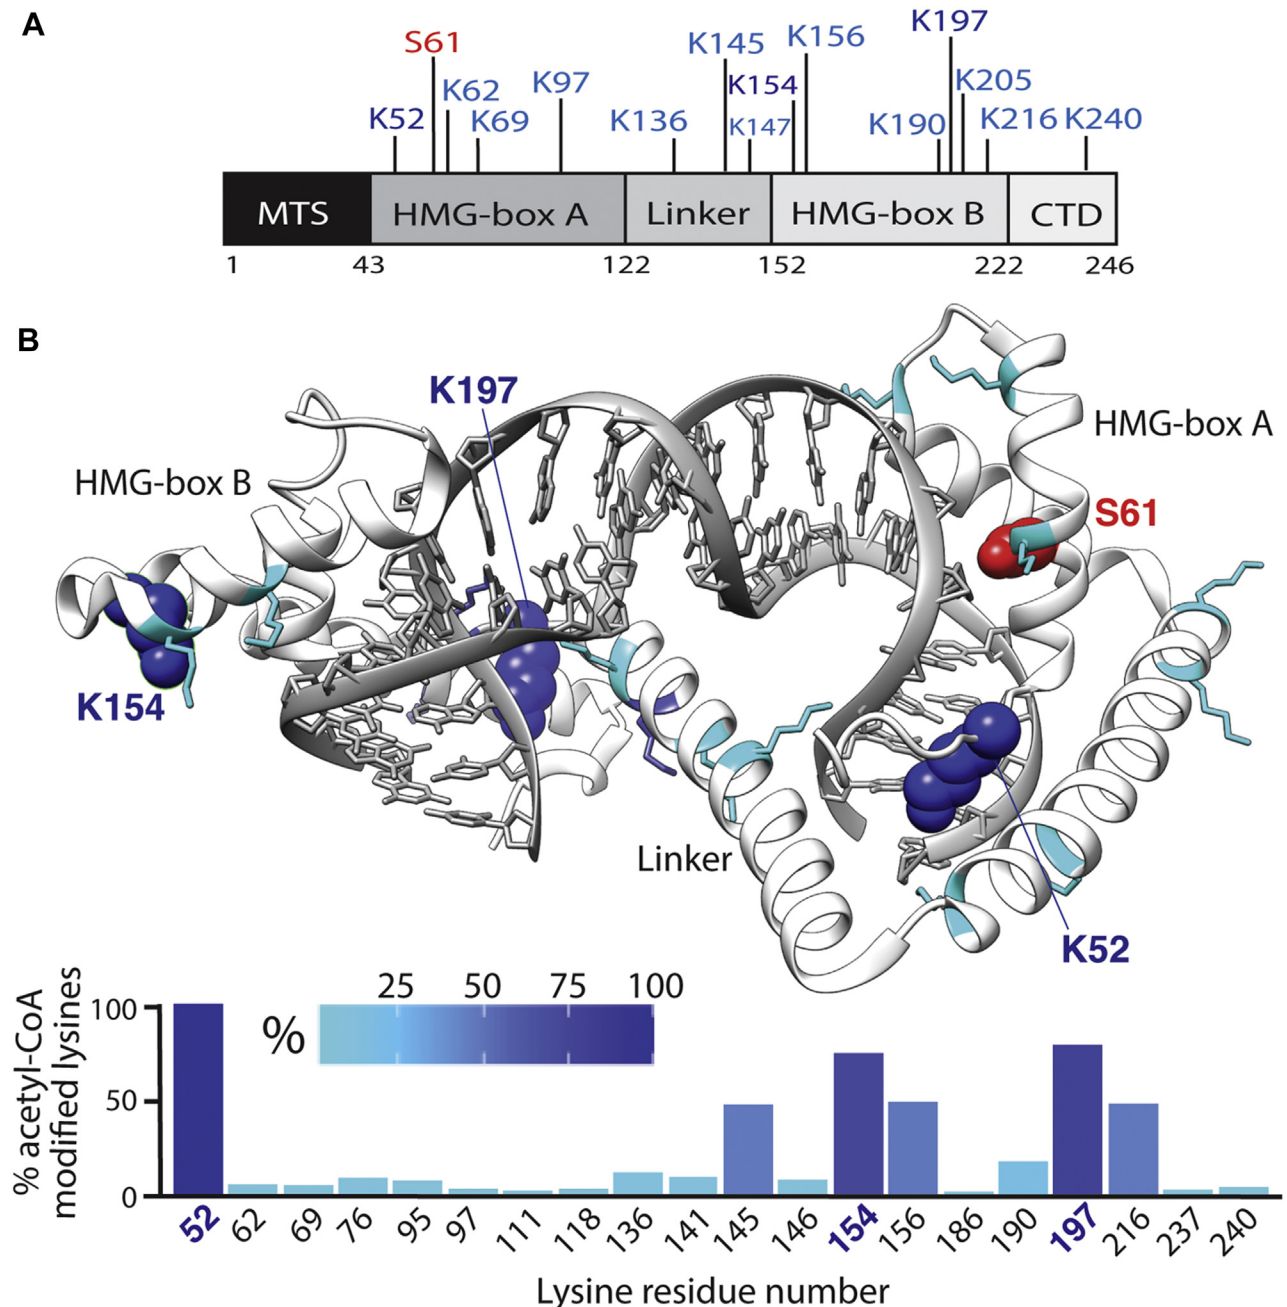 A
S61
K62
K69
K52
K97
K136
K145
K147
K154
K156
K190
K197
K205
K216
K240
MTS
HMG-box A
Linker
HMG-box B
CTD
1
43
122
152
222
246
B
K197
HMG-box A
HMG-box B
S61
K154
Linker
K52
25 50 75 100
%
% acetyl-CoA
modified lysines
100
50
0
52 62 69 76 95 97 111 118 136 141 145 146 154 156 186 190 197 216 237 240
Lysine residue number